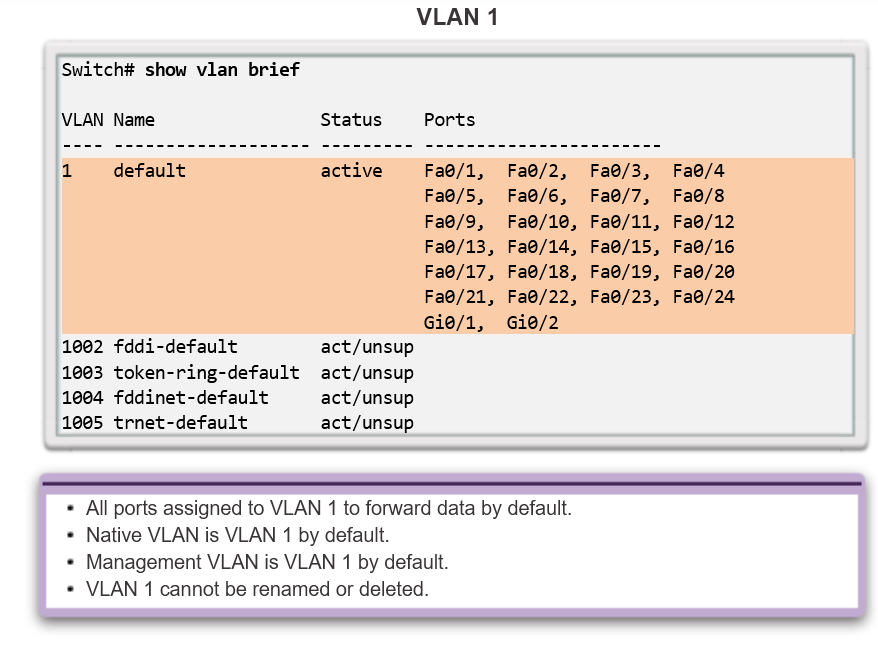 VLAN 1
Switch# show vlan brief
VLAN Name                Status    Ports
---- ------------------- --------- -----------------------
1    default             active    Fa0/1,  Fa0/2,  Fa0/3,  Fa0/4
                                   Fa0/5,  Fa0/6,  Fa0/7,  Fa0/8
                                   Fa0/9,  Fa0/10, Fa0/11, Fa0/12
                                   Fa0/13, Fa0/14, Fa0/15, Fa0/16
                                   Fa0/17, Fa0/18, Fa0/19, Fa0/20
                                   Fa0/21, Fa0/22, Fa0/23, Fa0/24
                                   Gi0/1,  Gi0/2
1002 fddi-default        act/unsup
1003 token-ring-default  act/unsup
1004 fddinet-default     act/unsup
1005 trnet-default       act/unsup
• All ports assigned to VLAN 1 to forward data by default.
• Native VLAN is VLAN 1 by default.
• Management VLAN is VLAN 1 by default.
• VLAN 1 cannot be renamed or deleted.